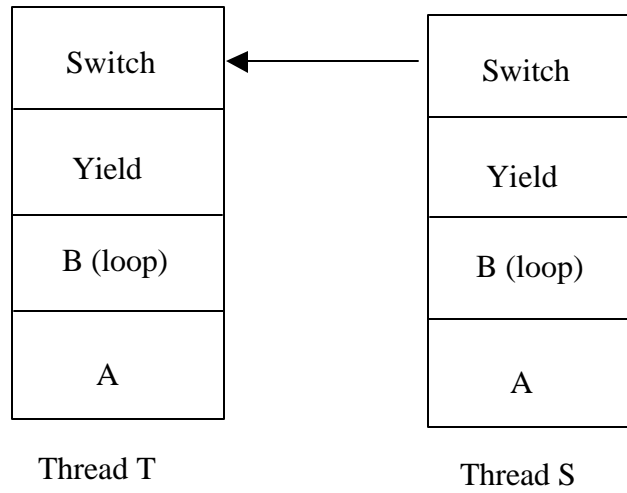 Switch
Yield
B (loop)
A
Thread T
Switch
Yield
B (loop)
A
Thread S